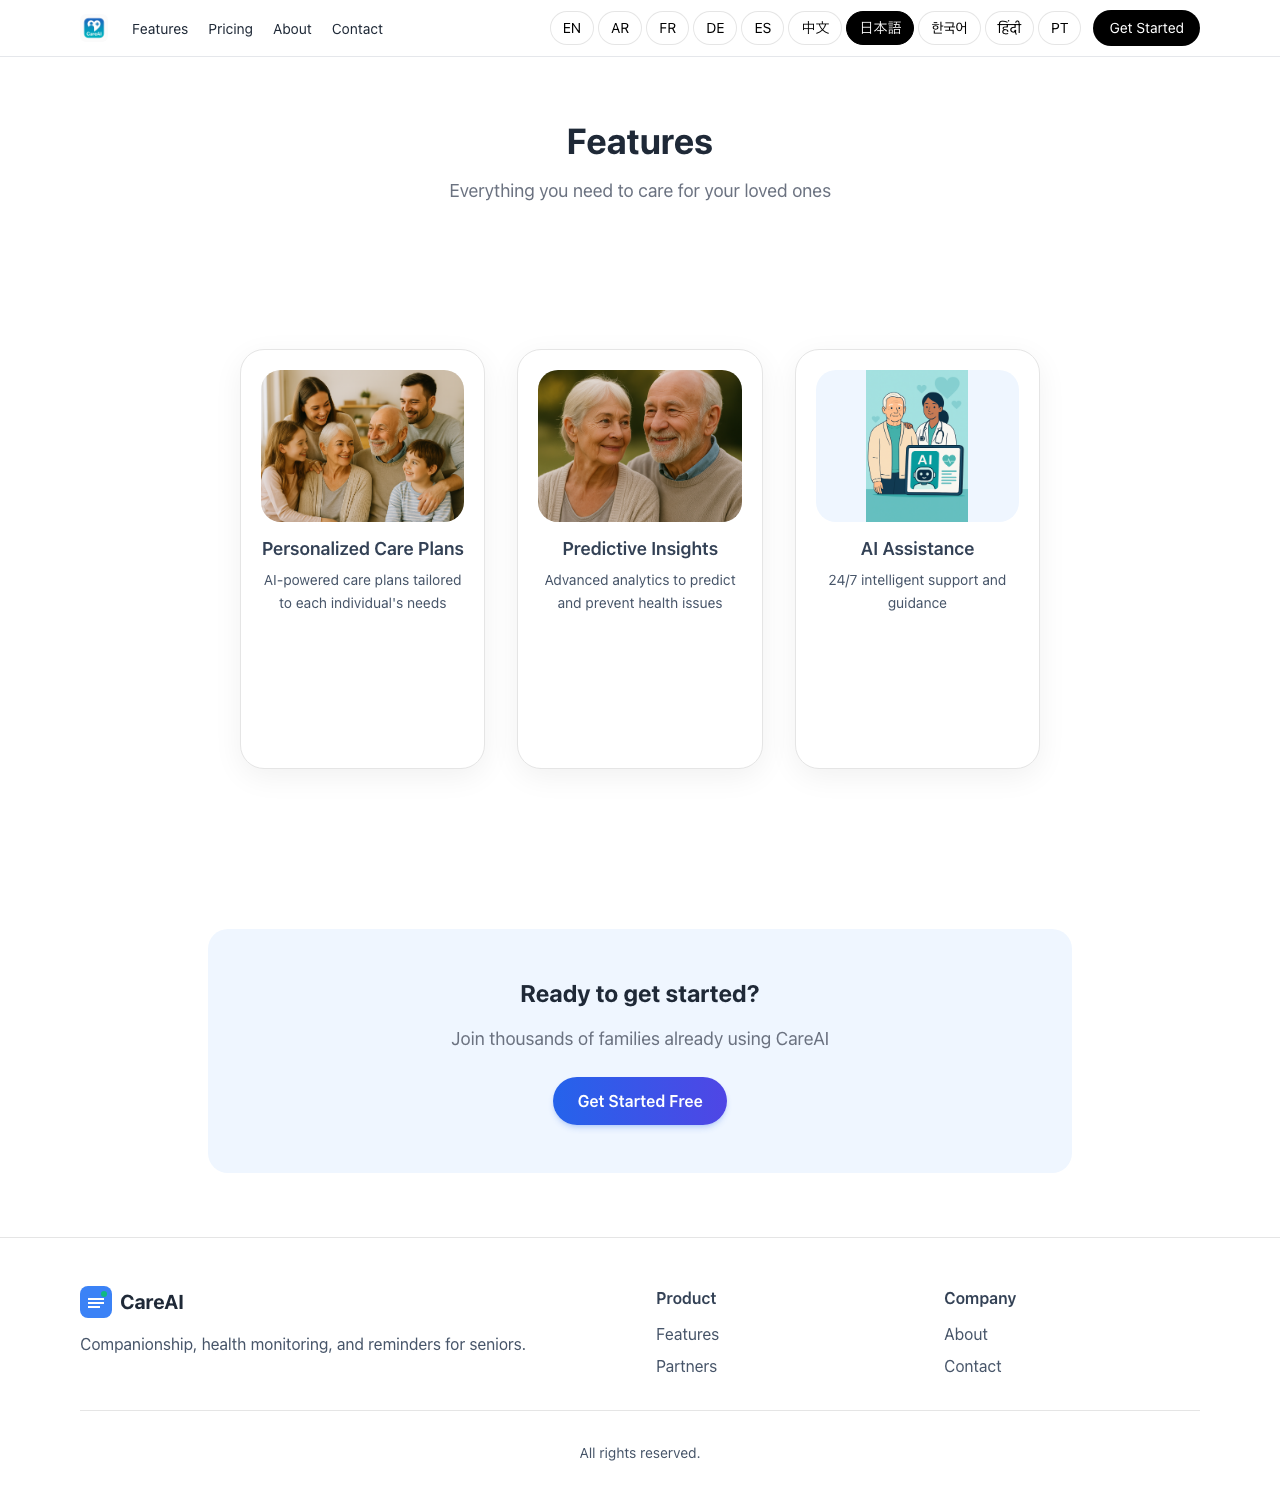 Features
Pricing
About
Contact
EN
AR
FR
DE
ES
中文
日本語
한국어
हिंदी
PT
Get Started
Features
Everything you need to care for your loved ones
AI
Personalized Care Plans
AI-powered care plans tailored
to each individual's needs
Predictive Insights
Advanced analytics to predict
and prevent health issues
AI Assistance
24/7 intelligent support and
guidance
Ready to get started?
Join thousands of families already using CareAI
Get Started Free
CareAI
Companionship, health monitoring, and reminders for seniors.
Product
Features
Partners
Company
About
Contact
All rights reserved.